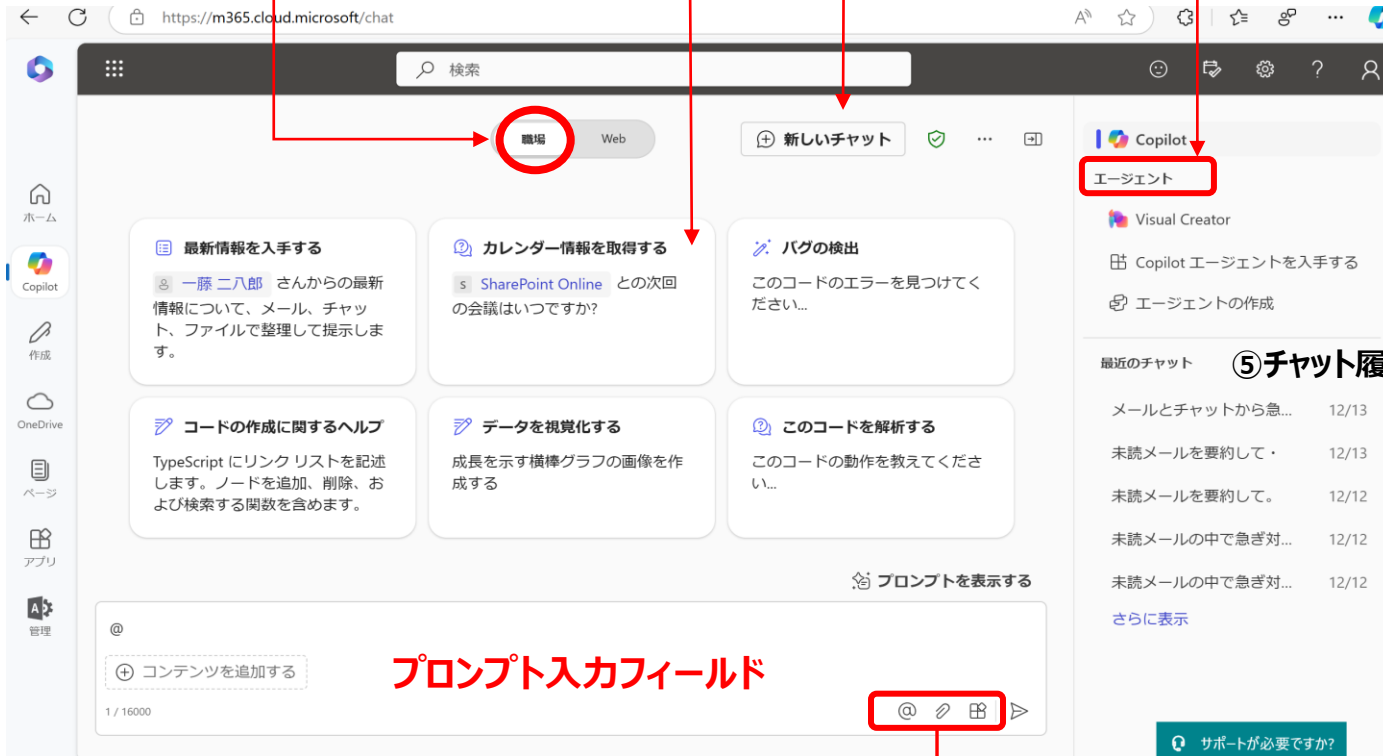 https://m365.cloud.microsoft/chat
検索
職場
Web
新しいチャット
Copilot
エージェント
Visual Creator
Copilot エージェントを入手する
エージェントの作成
最近のチャット
⑤チャット履
メールとチャットから急... 12/13
未読メールを要約して・ 12/13
未読メールを要約して。 12/12
未読メールの中で急ぎ対... 12/12
未読メールの中で急ぎ対... 12/12
さらに表示
ホーム
Copilot
作成
OneDrive
ページ
アプリ
管理
最新情報を入手する
一藤 二八郎 さんからの最新
情報について、メール、チャッ
ト、ファイルで整理して提示しま
す。
カレンダー情報を取得する
s SharePoint Online との次回
の会議はいつですか?
バグの検出
このコードのエラーを見つけてく
ださい...
コードの作成に関するヘルプ
TypeScript にリンク リストを記述
します。ノードを追加、削除、お
よび検索する関数を含めます。
データを視覚化する
成長を示す横棒グラフの画像を作
成する
このコードを解析する
このコードの動作を教えてくださ
い...
プロンプトを表示する
@
コンテンツを追加する
プロンプト入力フィールド
1 / 16000
サポートが必要ですか?